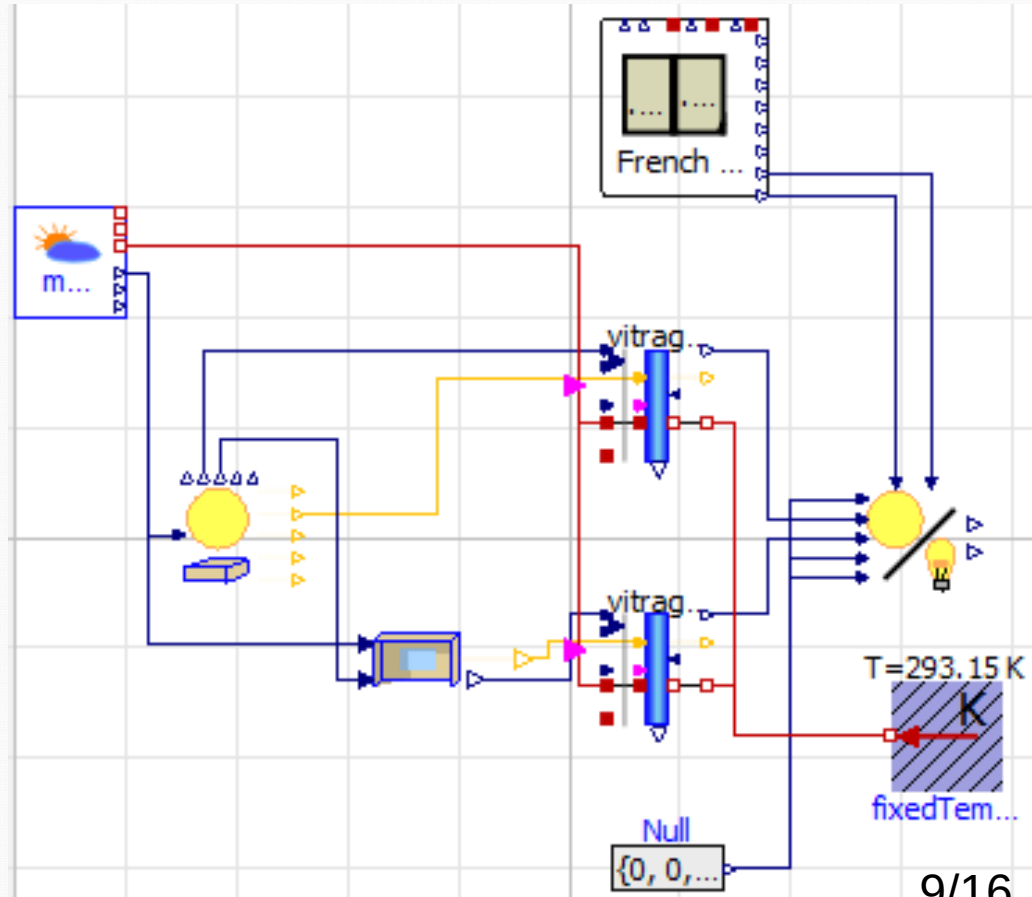 . ... . ...
French ...
m...
vitrag..
vitrag..
T=293.15 K
K
fixedTem...
Null
{0, 0,...
9/16